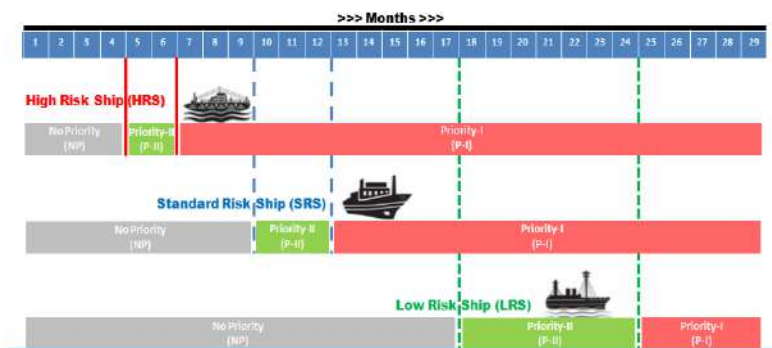 >>> Months >>>
1 2 3 4 5 6 7 8 9 10 11 12 13 14 15 16 17 18 19 20 21 22 23 24 25 26 27 28 29
High Risk Ship (HRS)
No Priority Priority-II Priority-I
(NP) (P-II) (P-I)
Standard Risk Ship (SRS)
No Priority Priority-II Priority-I
(NP) (P-II) (P-I)
Low Risk Ship (LRS)
No Priority Priority-II Priority-I
(NP) (P-II) (P-I)